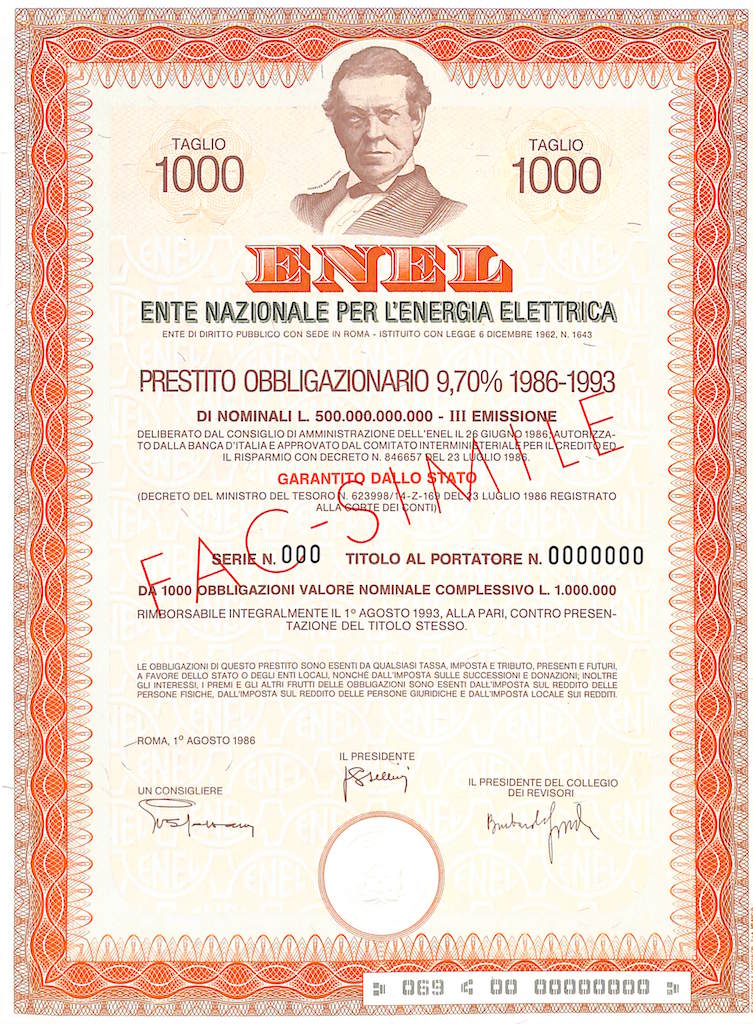 TAGLIO
1000
TAGLIO
1000
CHARLES WHEATSTONE
ENEL
ENTE NAZIONALE PER L'ENERGIA ELETTRICA
ENTE DI DIRITTO PUBBLICO CON SEDE IN ROMA - ISTITUITO CON LEGGE 6 DICEMBRE 1962, N. 1643
PRESTITO OBBLIGAZIONARIO 9,70% 1986-1993
DI NOMINALI L. 500.000.000.000 - III EMISSIONE
DELIBERATO DAL CONSIGLIO DI AMMINISTRAZIONE DELL'ENEL IL 26 GIUGNO 1986, AUTORIZZA-
TO DALLA BANCA D'ITALIA E APPROVATO DAL COMITATO INTERMINISTERIALE PER IL CREDITO ED
IL RISPARMIO CON DECRETO N. 846657 DEL 23 LUGLIO 1986.
GARANTITO DALLO STATO
(DECRETO DEL MINISTRO DEL TESORO N. 623998/14-Z-169 DEL 23 LUGLIO 1986 REGISTRATO
ALLA CORTE DEI CONTI)
FAC-SIMILE
SERIE N. 000 TITOLO AL PORTATORE N. 0000000
DA 1000 OBBLIGAZIONI VALORE NOMINALE COMPLESSIVO L. 1.000.000
RIMBORSABILE INTEGRALMENTE IL 1º AGOSTO 1993, ALLA PARI, CONTRO PRESEN-
TAZIONE DEL TITOLO STESSO.
LE OBBLIGAZIONI DI QUESTO PRESTITO SONO ESENTI DA QUALSIASI TASSA, IMPOSTA E TRIBUTO, PRESENTI E FUTURI,
A FAVORE DELLO STATO O DEGLI ENTI LOCALI, NONCHÉ DALL'IMPOSTA SULLE SUCCESSIONI E DONAZIONI; INOLTRE
GLI INTERESSI, I PREMI E GLI ALTRI FRUTTI DELLE OBBLIGAZIONI SONO ESENTI DALL'IMPOSTA SUL REDDITO DELLE
PERSONE FISICHE, DALL'IMPOSTA SUL REDDITO DELLE PERSONE GIURIDICHE E DALL'IMPOSTA LOCALE SUI REDDITI.
ROMA, 1º AGOSTO 1986
IL PRESIDENTE
UN CONSIGLIERE
IL PRESIDENTE DEL COLLEGIO
DEI REVISORI
069 < 00 00000000